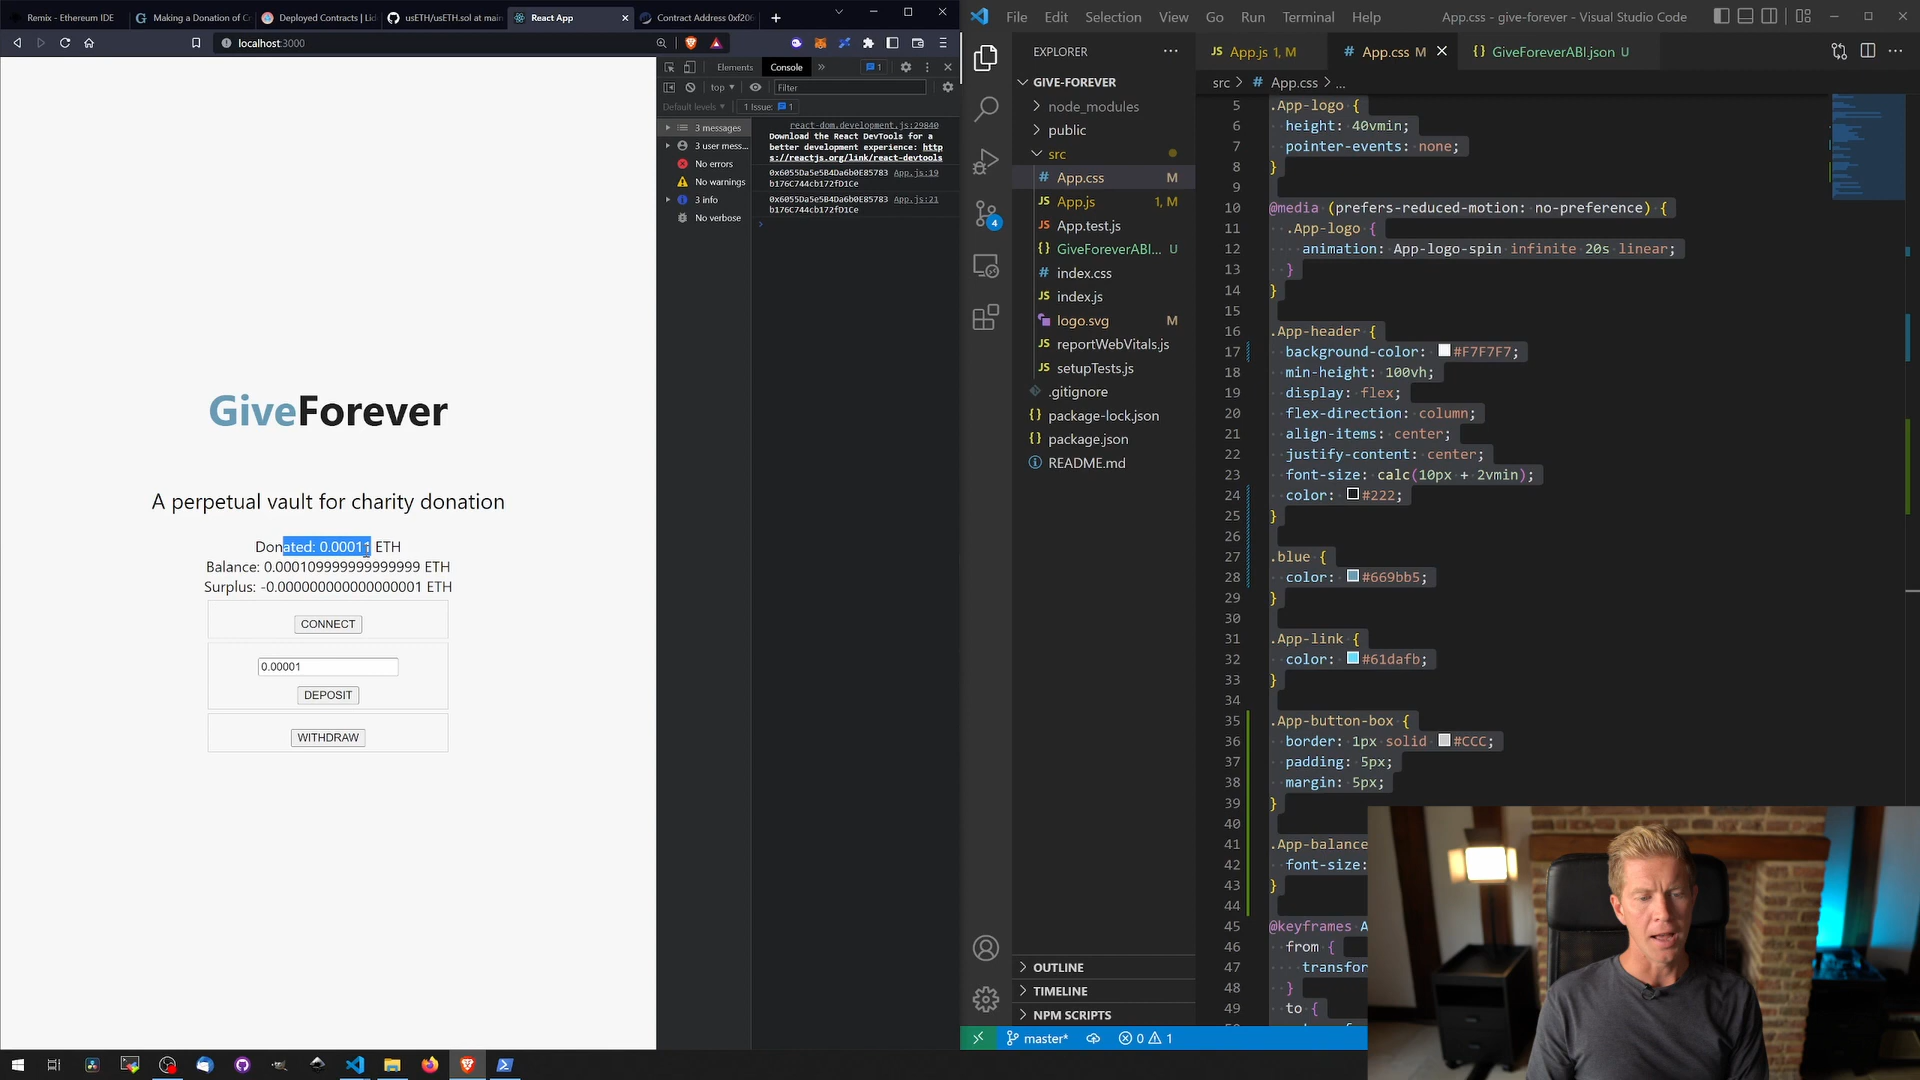 Remix - Ethereum IDE
Making a Donation of C
Deployed Contracts | Lid
usETH/usETH.sol at main
React App
Contract Address 0xf206
localhost:3000
Elements
Console
1
top
Filter
Default levels
1 Issue:
1
3 messages
3 user mess...
No errors
No warnings
3 info
No verbose
react-dom.development.js:29840
Download the React DevTools for a
better development experience: http
s://reactjs.org/link/react-devtools
0x6055Da5e5B4Da6b0E85783 App.js:19
b176C744cb172fD1Ce
0x6055Da5e5B4Da6b0E85783 App.js:21
b176C744cb172fD1Ce
GiveForever
A perpetual vault for charity donation
Donated: 0.00011 ETH
Balance: 0.000109999999999999 ETH
Surplus: -0.000000000000000001 ETH
CONNECT
0.00001
DEPOSIT
WITHDRAW
File Edit Selection View Go Run Terminal Help
App.css - give-forever - Visual Studio Code
EXPLORER
GIVE-FOREVER
node_modules
public
src
App.css M
App.js 1, M
App.test.js
GiveForeverABI... U
index.css
index.js
logo.svg M
reportWebVitals.js
setupTests.js
.gitignore
package-lock.json
package.json
README.md
OUTLINE
TIMELINE
NPM SCRIPTS
4
master*
0 1
App.js 1, M
App.css M
GiveForeverABI.json U
src > # App.css > ...
5 .App-logo {
6 height: 40vmin;
7 pointer-events: none;
8 }
9
10 @media (prefers-reduced-motion: no-preference) {
11 .App-logo {
12 animation: App-logo-spin infinite 20s linear;
13 }
14 }
15
16 .App-header {
17 background-color: #F7F7F7;
18 min-height: 100vh;
19 display: flex;
20 flex-direction: column;
21 align-items: center;
22 justify-content: center;
23 font-size: calc(10px + 2vmin);
24 color: #222;
25 }
26
27 .blue {
28 color: #669bb5;
29 }
30
31 .App-link {
32 color: #61dafb;
33 }
34
35 .App-button-box {
36 border: 1px solid #CCC;
37 padding: 5px;
38 margin: 5px;
39 }
40
41 .App-balance
42 font-size:
43 }
44
45 @keyframes A
46 from {
47 transfor
48 }
49 to {